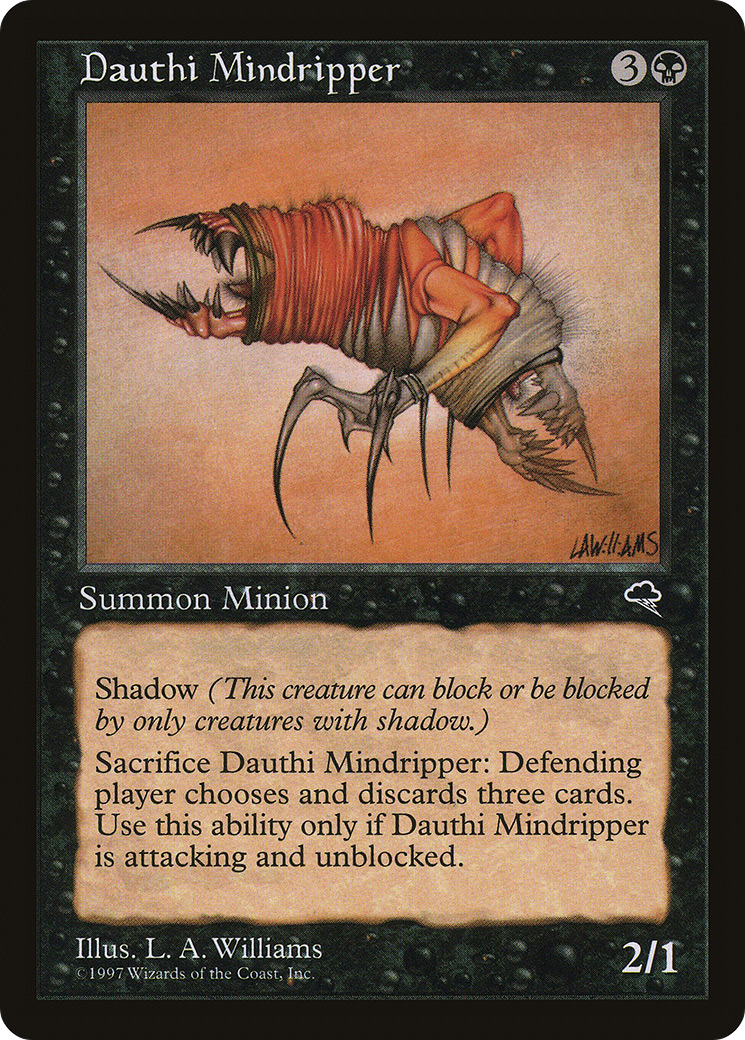 Dauthi Mindripper 3
LAWilliAMS
Summon Minion
Shadow (This creature can block or be blocked
by only creatures with shadow.)
Sacrifice Dauthi Mindripper: Defending
player chooses and discards three cards.
Use this ability only if Dauthi Mindripper
is attacking and unblocked.
Illus. L. A. Williams
©1997 Wizards of the Coast, Inc.
2/1